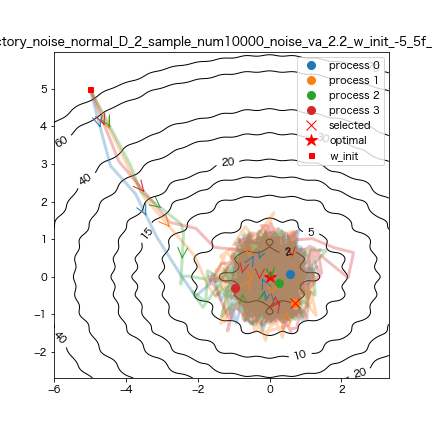 ctory_noise_normal_D_2_sample_num10000_noise_va_2.2_w_init_-5_5f_
process 0
process 1
process 2
process 3
selected
optimal
w_init
60
40
20
15
5
2
10
40
20
5
4
3
2
1
0
−1
−2
−6
−4
−2
0
2